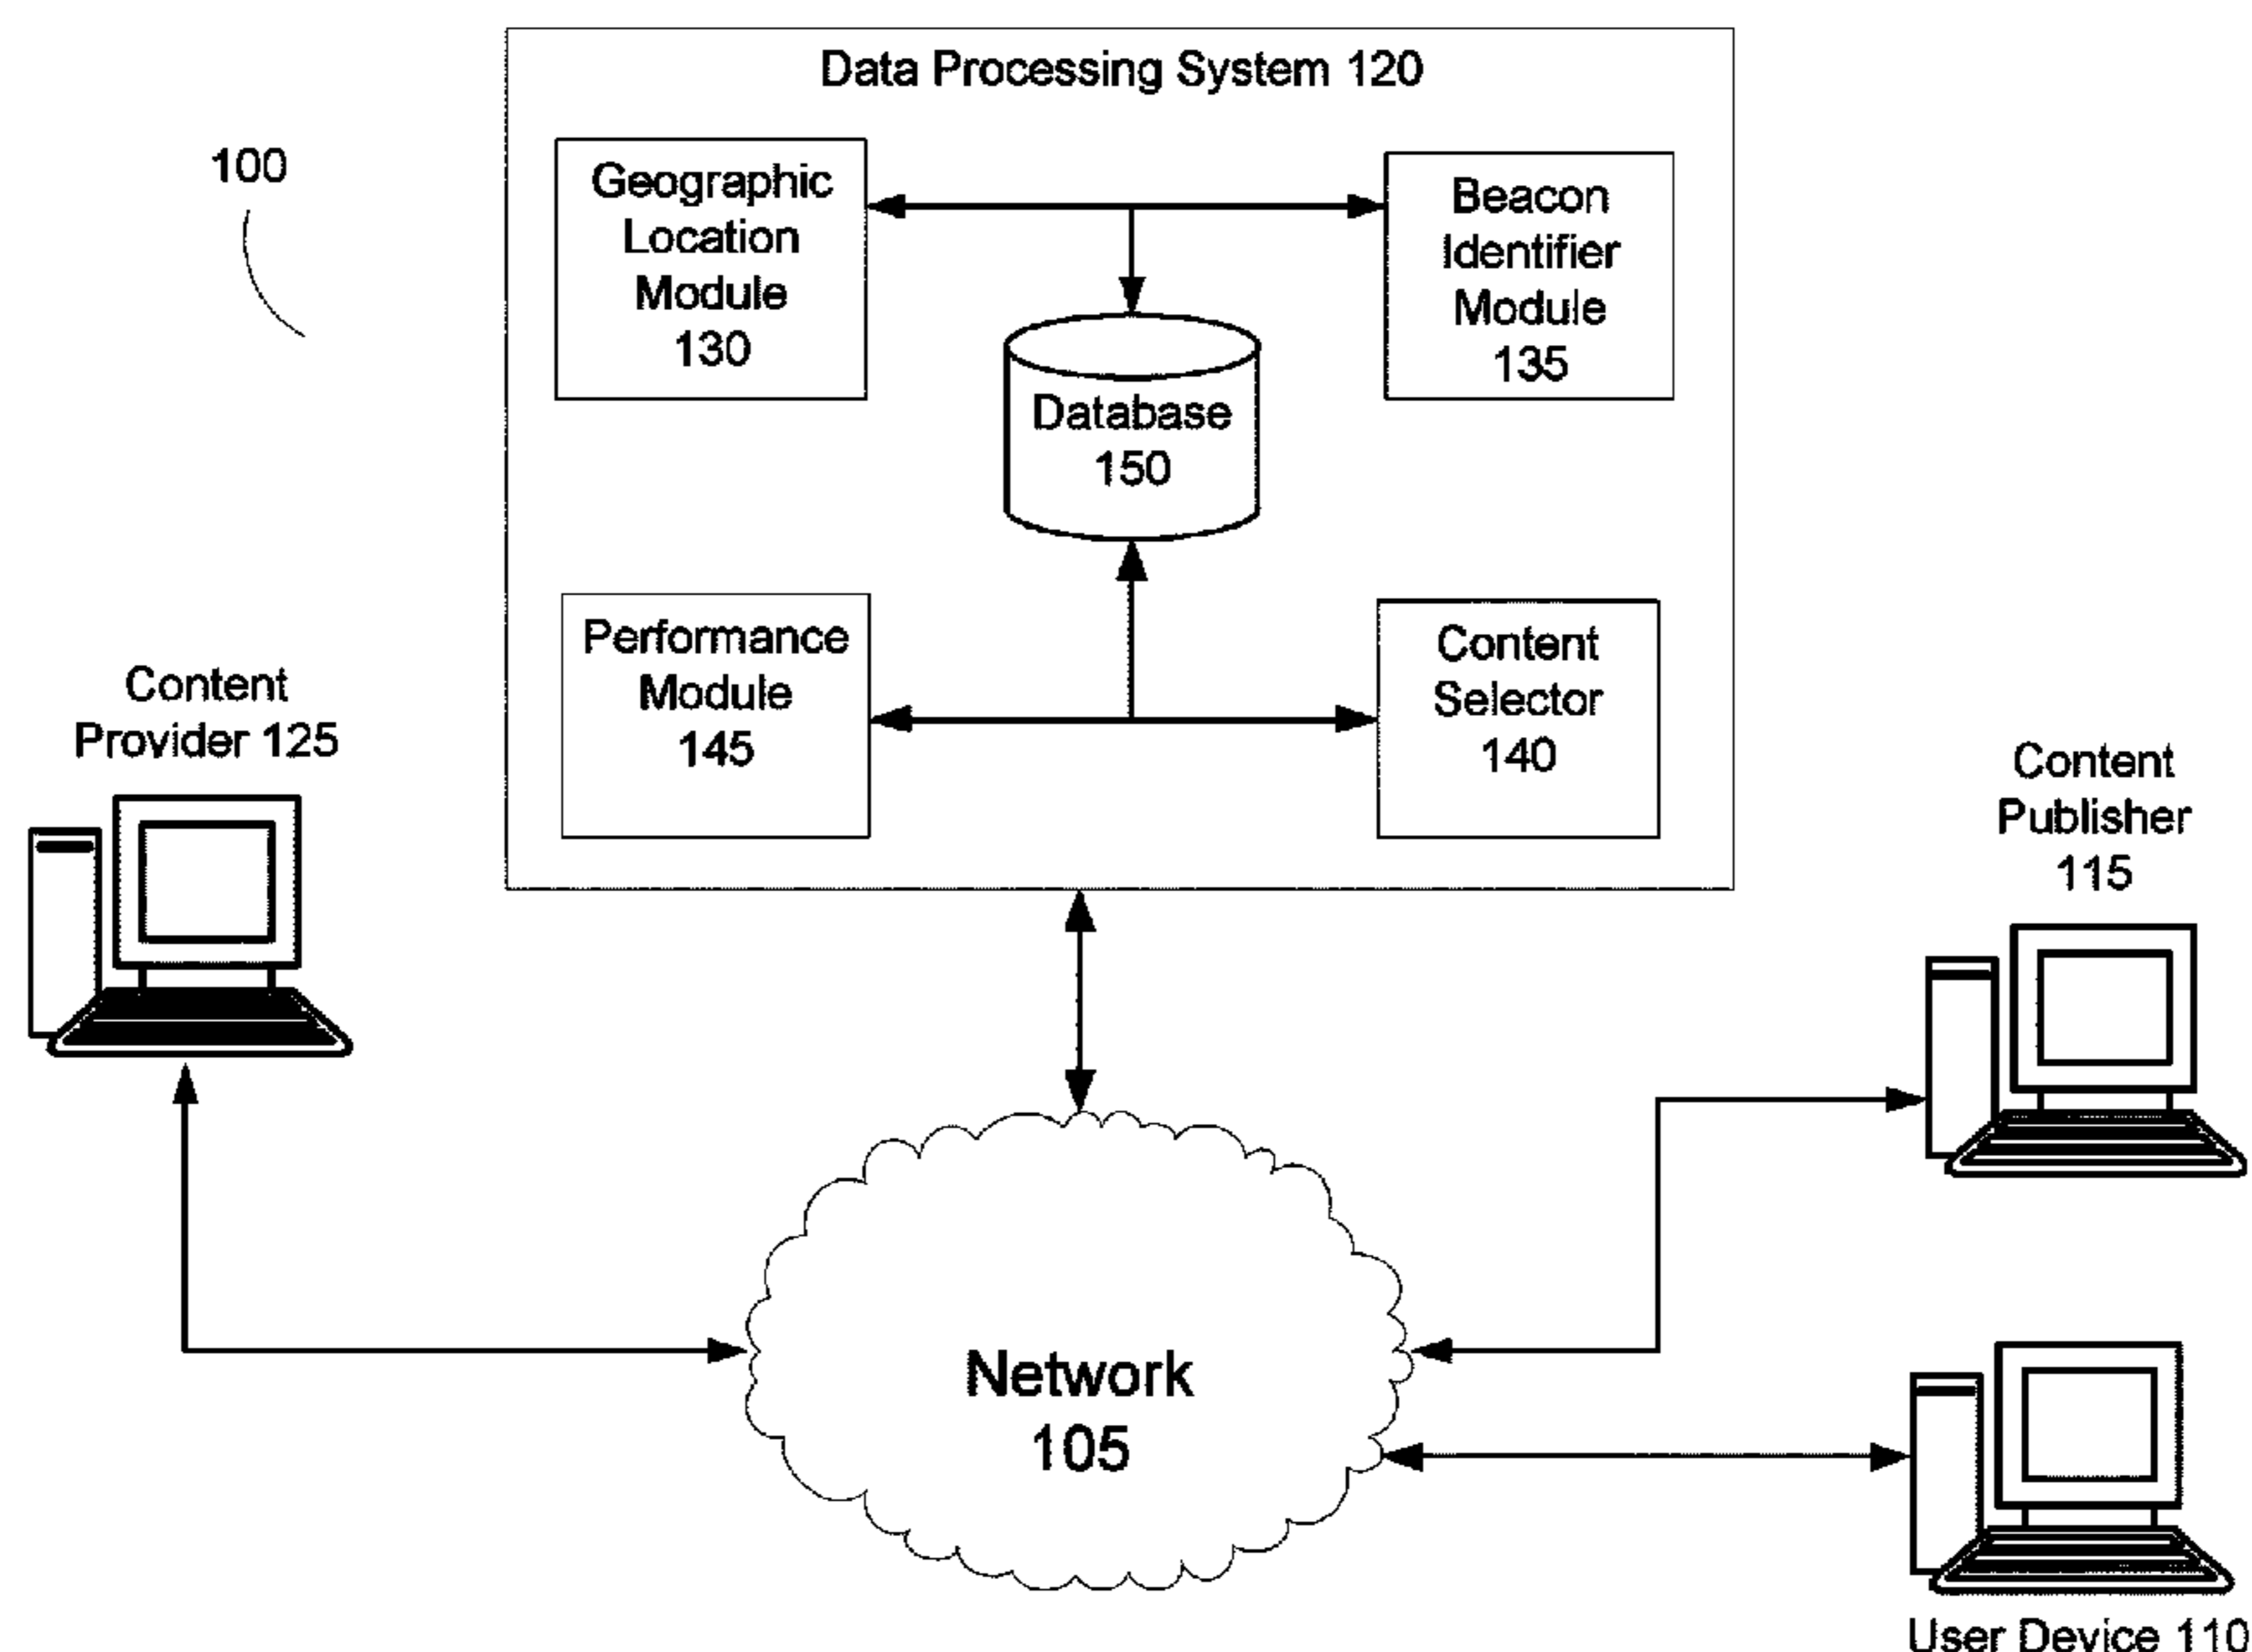 Data Processing System 120
100
Geographic
Location
Module
130
Beacon
Identifier
Module
135
Database
150
Performance
Module
145
Content
Selector
140
Content
Provider 125
Content
Publisher
115
Network
105
User Device 110